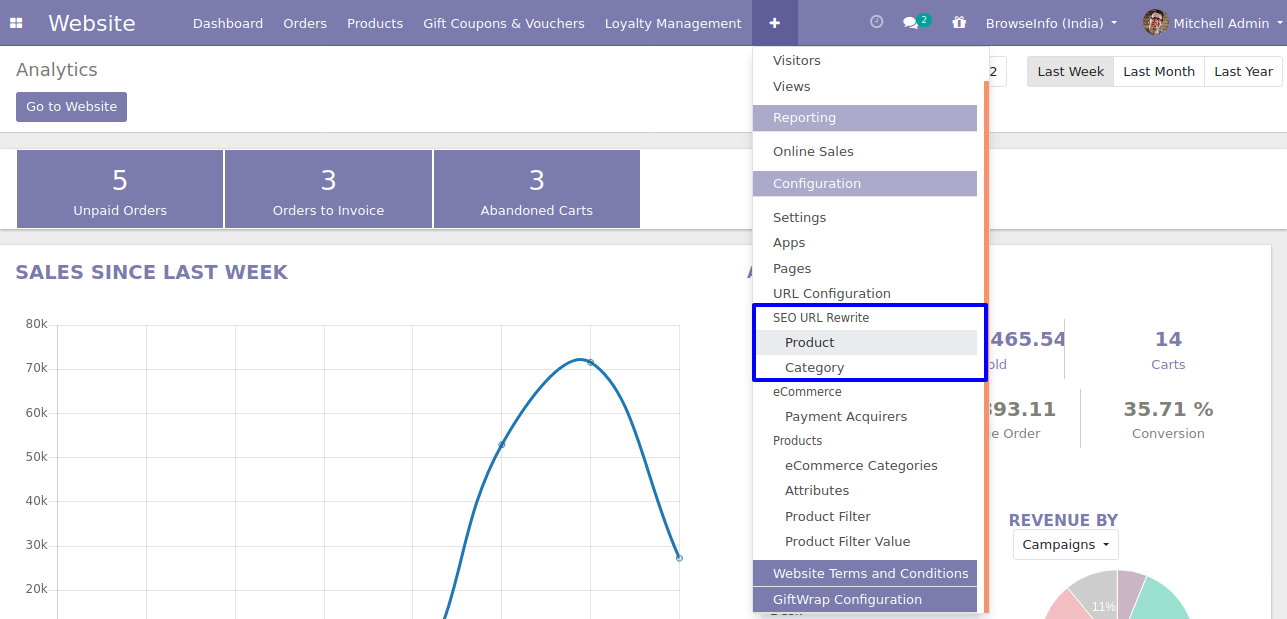 Website
Dashboard
Orders
Products
Gift Coupons & Vouchers
Loyalty Management
+
2
BrowseInfo (India)
Mitchell Admin
Analytics
Go to Website
2
Last Week
Last Month
Last Year
5
Unpaid Orders
3
Orders to Invoice
3
Abandoned Carts
Visitors
Views
Reporting
Online Sales
Configuration
Settings
Apps
Pages
URL Configuration
SEO URL Rewrite
Product
Category
eCommerce
Payment Acquirers
Products
eCommerce Categories
Attributes
Product Filter
Product Filter Value
Website Terms and Conditions
GiftWrap Configuration
SALES SINCE LAST WEEK
80k
70k
60k
50k
40k
30k
20k
465.54
14
Carts
393.11
e Order
35.71 %
Conversion
REVENUE BY
Campaigns
11%